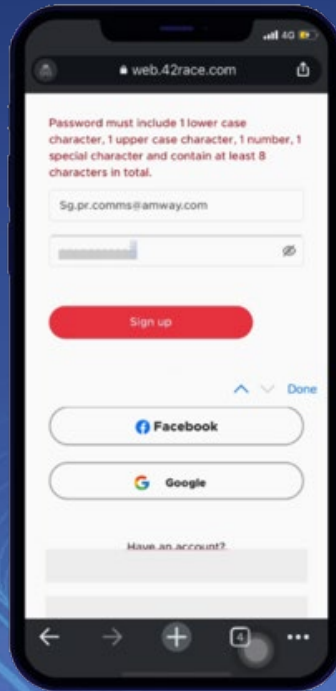 4G
web.42race.com
Password must include 1 lower case
character, 1 upper case character, 1 number, 1
special character and contain at least 8
characters in total.
Sg.pr.comms@amway.com
Sign up
Done
Facebook
Google
Have an account?
4